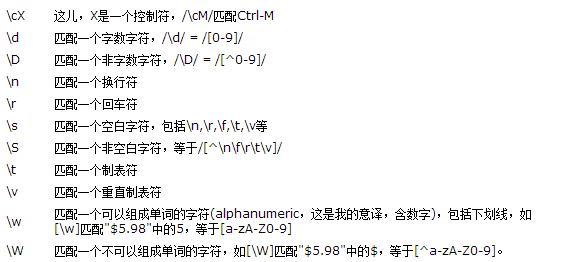 \cX 这儿，X是一个控制符，/\cM/匹配Ctrl-M
\d 匹配一个字数字符，/\d/ = /[0-9]/
\D 匹配一个非字数字符，/\D/ = /[^0-9]/
\n 匹配一个换行符
\r 匹配一个回车符
\s 匹配一个空白字符，包括\n,\r,\f,\t,\v等
\S 匹配一个非空白字符，等于/[^\n\f\r\t\v]/
\t 匹配一个制表符
\v 匹配一个重直制表符
\w 匹配一个可以组成单词的字符(alphanumeric，这是我的意译，含数字)，包括下划线，如
[\w]匹配"$5.98"中的5，等于[a-zA-Z0-9]
\W 匹配一个不可以组成单词的字符，如[\W]匹配"$5.98"中的$，等于[^a-zA-Z0-9]。